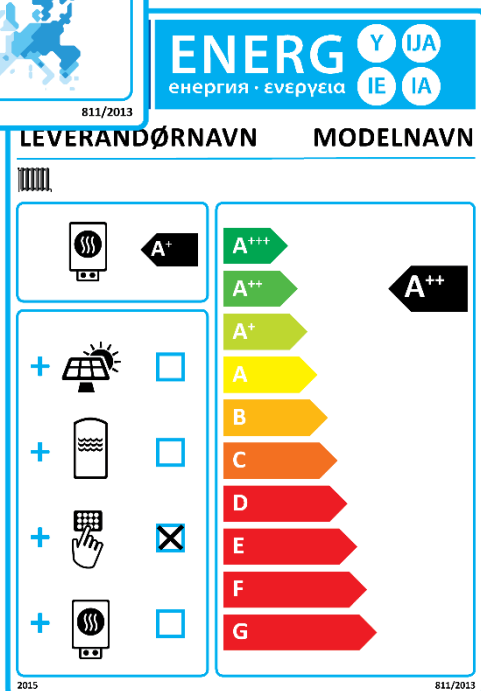 811/2013
ENERG
енергия · ενεργεια
Y IJA
IE IA
LEVERANDØRNAVN MODELNAVN
A+
A+++
A++
A++
A+
A
B
C
D
E
F
G
2015 811/2013